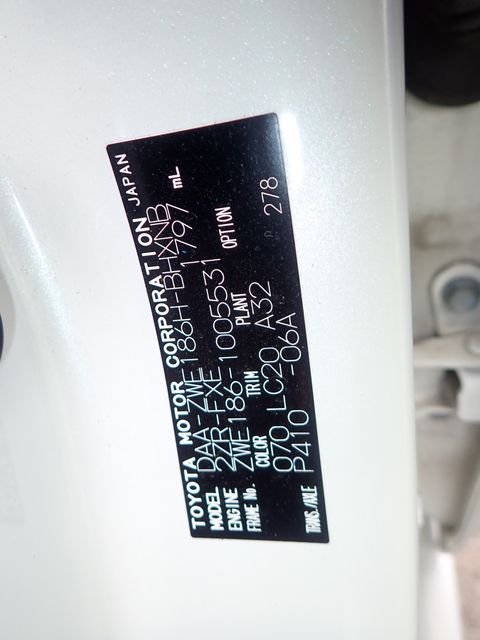 TOYOTA MOTOR CORPORATION JAPAN
MODEL DAA-ZWE186H-BHXNB
ENGINE 2ZR-FXE 1797 mL
FRAME No. ZWE186-1005531
COLOR TRIM PLANT OPTION
070 LC20 A32 278
TRANS./AXLE P410 -06A